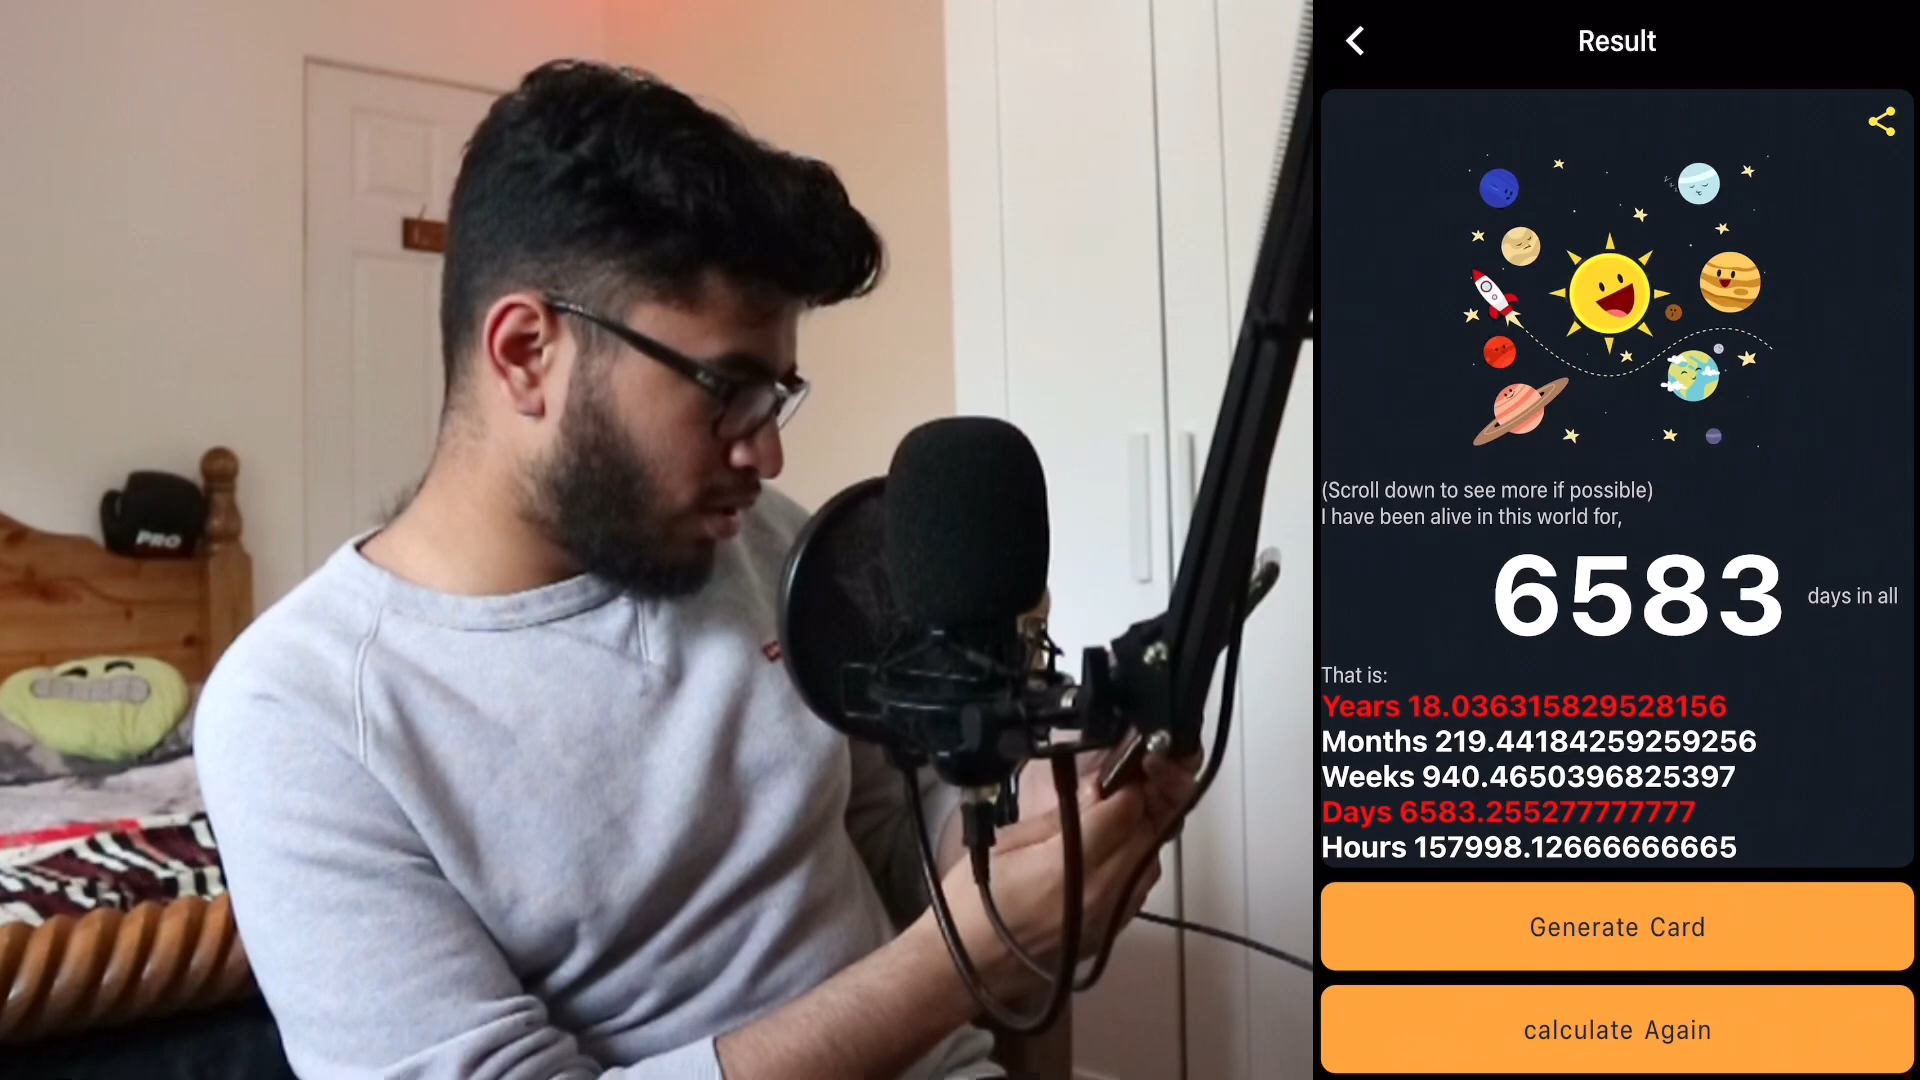 Result
(Scroll down to see more if possible)
I have been alive in this world for,
6583 days in all
That is:
Years 18.036315829528156
Months 219.44184259259256
Weeks 940.4650396825397
Days 6583.255277777777
Hours 157998.12666666665
Generate Card
calculate Again
PRO